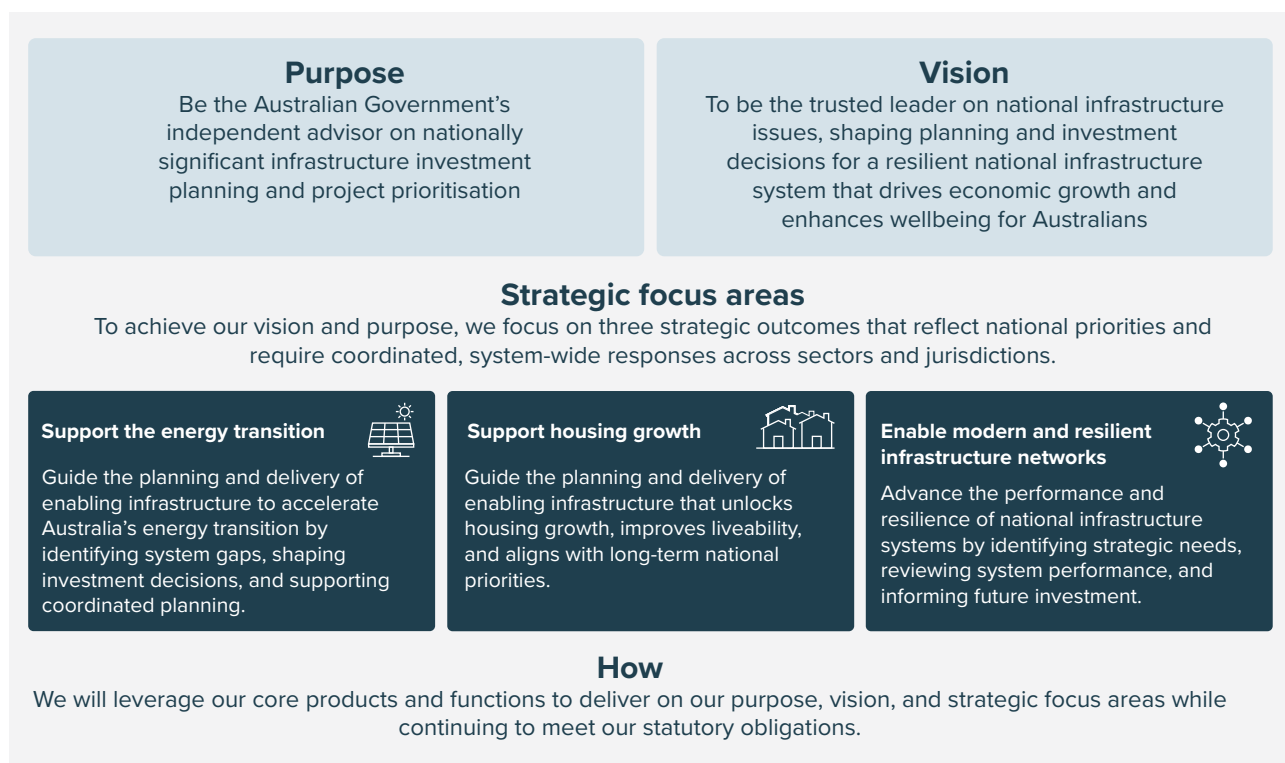 Purpose
Be the Australian Government’s
independent advisor on nationally
significant infrastructure investment
planning and project prioritisation
Vision
To be the trusted leader on national infrastructure
issues, shaping planning and investment
decisions for a resilient national infrastructure
system that drives economic growth and
enhances wellbeing for Australians
Strategic focus areas
To achieve our vision and purpose, we focus on three strategic outcomes that reflect national priorities and
require coordinated, system-wide responses across sectors and jurisdictions.
Support the energy transition
Guide the planning and delivery of
enabling infrastructure to accelerate
Australia’s energy transition by
identifying system gaps, shaping
investment decisions, and supporting
coordinated planning.
Support housing growth
Guide the planning and delivery of
enabling infrastructure that unlocks
housing growth, improves liveability,
and aligns with long-term national
priorities.
Enable modern and resilient
infrastructure networks
Advance the performance and
resilience of national infrastructure
systems by identifying strategic needs,
reviewing system performance, and
informing future investment.
How
We will leverage our core products and functions to deliver on our purpose, vision, and strategic focus areas while
continuing to meet our statutory obligations.